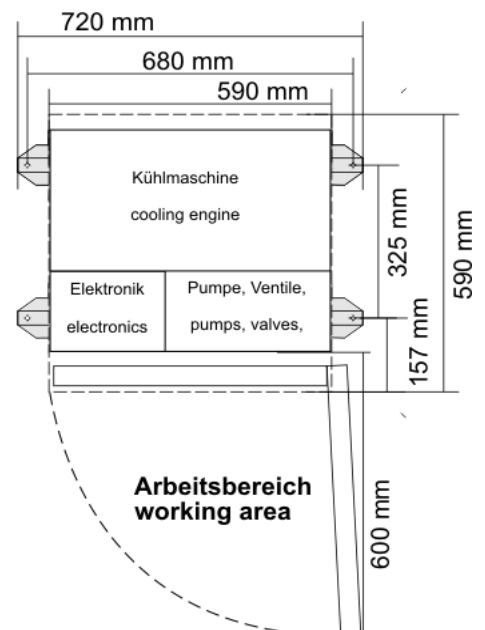 720 mm
680 mm
590 mm
Kühlmaschine
cooling engine
325 mm
590 mm
Elektronik
electronics
Pumpe, Ventile,
pumps, valves,
157 mm
Arbeitsbereich
working area
600 mm